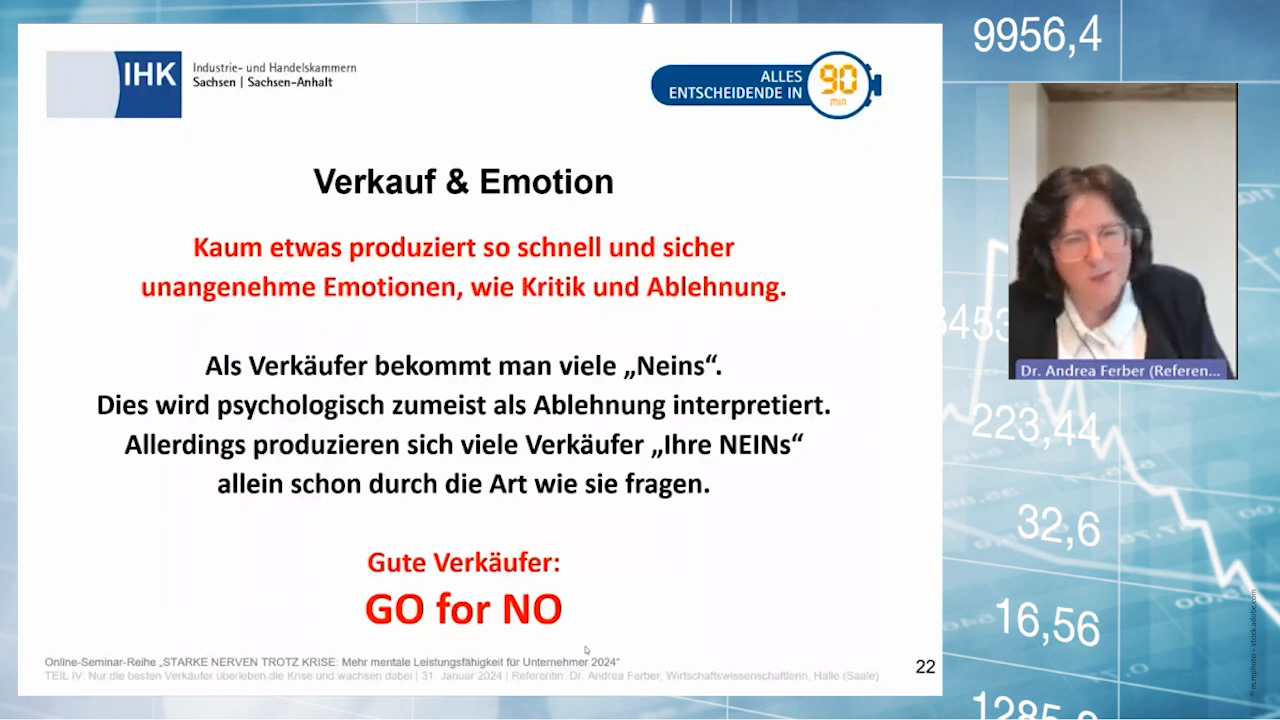 IHK
Industrie- und Handelskammern
Sachsen | Sachsen-Anhalt
ALLES
ENTSCHEIDENDE IN
90
min
Verkauf & Emotion
Kaum etwas produziert so schnell und sicher
unangenehme Emotionen, wie Kritik und Ablehnung.
Als Verkäufer bekommt man viele „Neins“.
Dies wird psychologisch zumeist als Ablehnung interpretiert.
Allerdings produzieren sich viele Verkäufer „Ihre NEINs“
allein schon durch die Art wie sie fragen.
Gute Verkäufer:
GO for NO
Online-Seminar-Reihe „STARKE NERVEN TROTZ KRISE: Mehr mentale Leistungsfähigkeit für Unternehmer 2024“
TEIL IV: Nur die besten Verkäufer überleben die Krise und wachsen dabei | 31. Januar 2024 | Referentin: Dr. Andrea Ferber, Wirtschaftswissenschaftlerin, Halle (Saale)
22
9956,4
Dr. Andrea Ferber (Referen...
223,44
32,6
16,56
© m.mphoto - stock.adobe.com